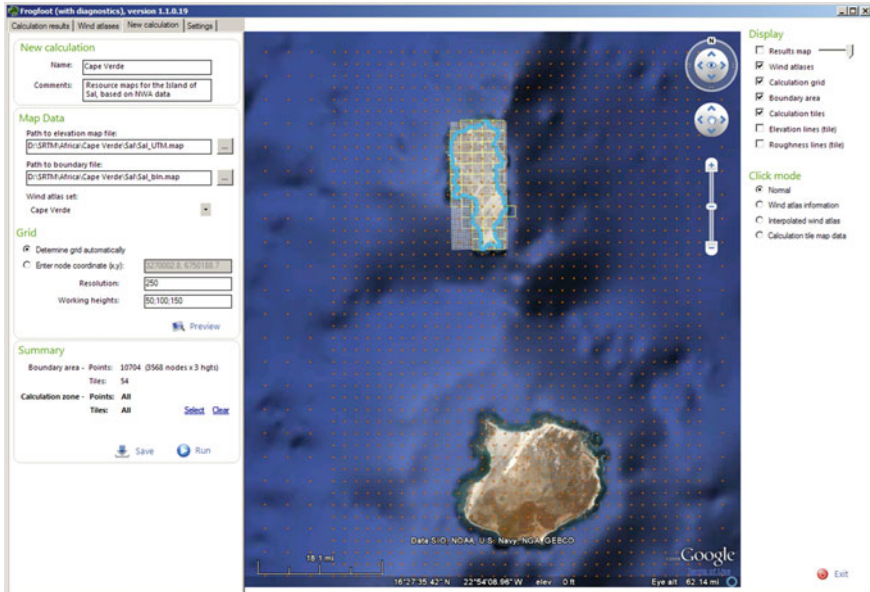 Frogfoot (with diagnostics), version 1.1.0.19
Calculation results Wind atlases New calculation Settings
New calculation
Name: Cape Verde
Comments: Resource maps for the Island of
Sal, based on NWA data
Map Data
Path to elevation map file:
D:\SRTM\Africa\Cape Verde\Sal\Sal_UTM.map ...
Path to boundary file:
D:\SRTM\Africa\Cape Verde\Sal\Sal_bln.map ...
Wind atlas set:
Cape Verde
Grid
Determine grid automatically
Enter node coordinate (x;y): 3270002.8, 6750188.7
Resolution: 250
Working heights: 50;100;150
Preview
Summary
Boundary area - Points: 10704 (3568 nodes x 3 hgts)
Tiles: 54
Calculation zone - Points: All
Tiles: All Select Clear
Save Run
N
Data SIO, NOAA, U.S. Navy, NGA, GEBCO
Google
Terms of Use
18.1 mi
16°27'35.42" N 22°54'08.96" W elev 0 ft Eye alt 62.14 mi
Display
Results map
Wind atlases
Calculation grid
Boundary area
Calculation tiles
Elevation lines (tile)
Roughness lines (tile)
Click mode
Normal
Wind atlas information
Interpolated wind atlas
Calculation tile map data
Exit